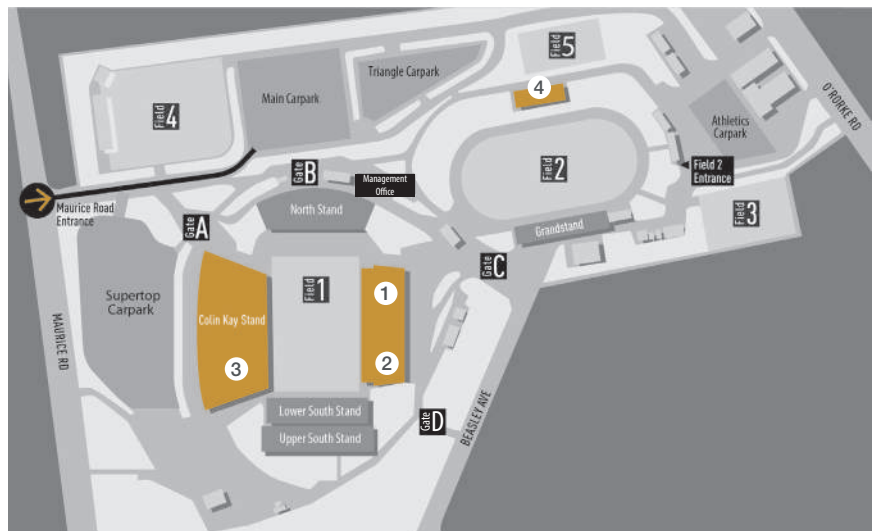 Field 5
Triangle Carpark
4
Main Carpark
Field 4
O'RORKE RD
Athletics
Carpark
Gate B
Management
Office
Field 2
Field 2
Entrance
Maurice Road
Entrance
Gate A
North Stand
Field 3
Grandstand
Gate C
Field 1
1
Supertop
Carpark
Colin Kay Stand
MAURICE RD
3
2
Lower South Stand
Gate D
Upper South Stand
BEASLEY AVE